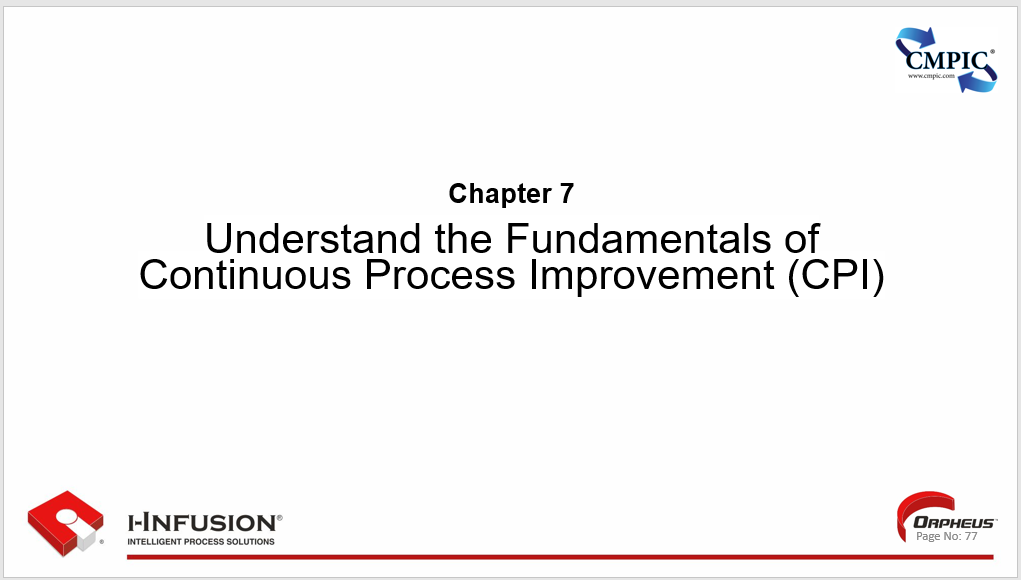 CMPIC®
www.cmpic.com
Chapter 7
Understand the Fundamentals of
Continuous Process Improvement (CPI)
I-INFUSION®
INTELLIGENT PROCESS SOLUTIONS
ORPHEUS™
Page No: 77